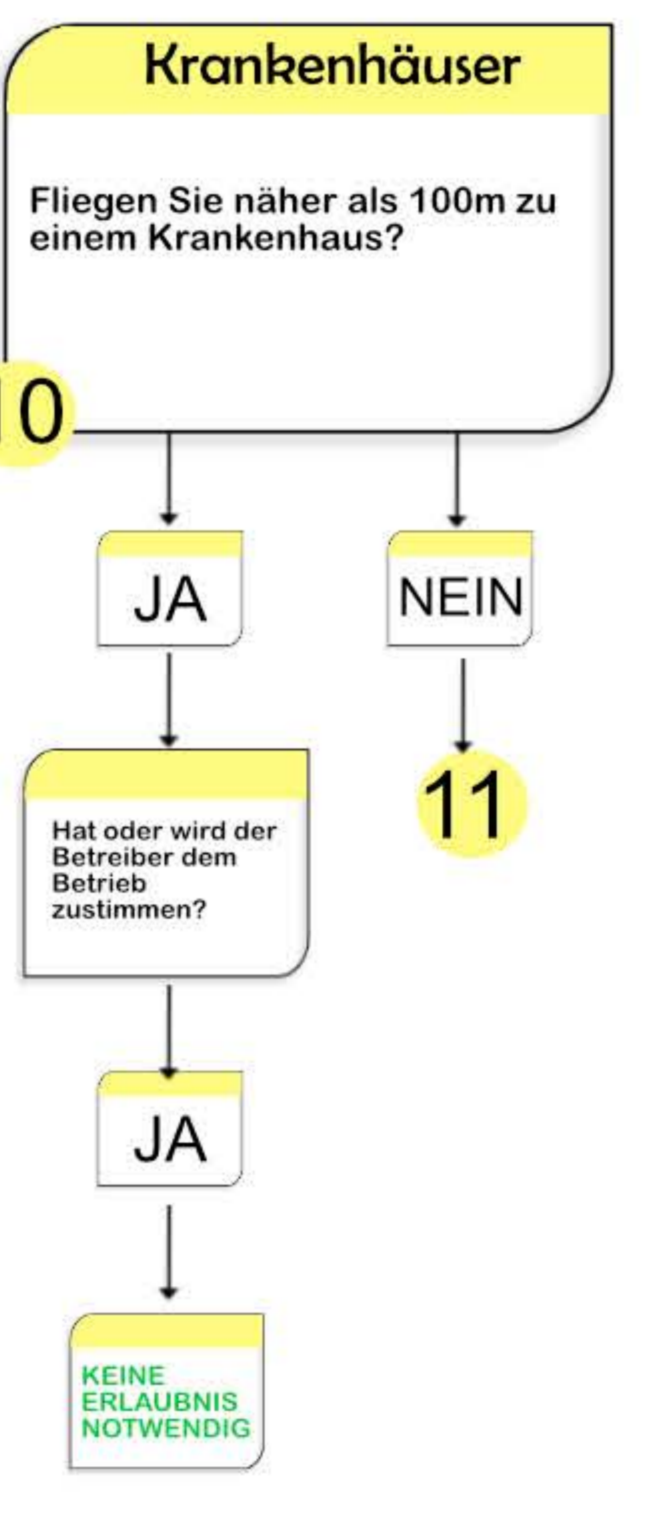 Krankenhäuser
Fliegen Sie näher als 100m zu
einem Krankenhaus?
10
JA
NEIN
11
Hat oder wird der
Betreiber dem
Betrieb
zustimmen?
JA
KEINE
ERLAUBNIS
NOTWENDIG